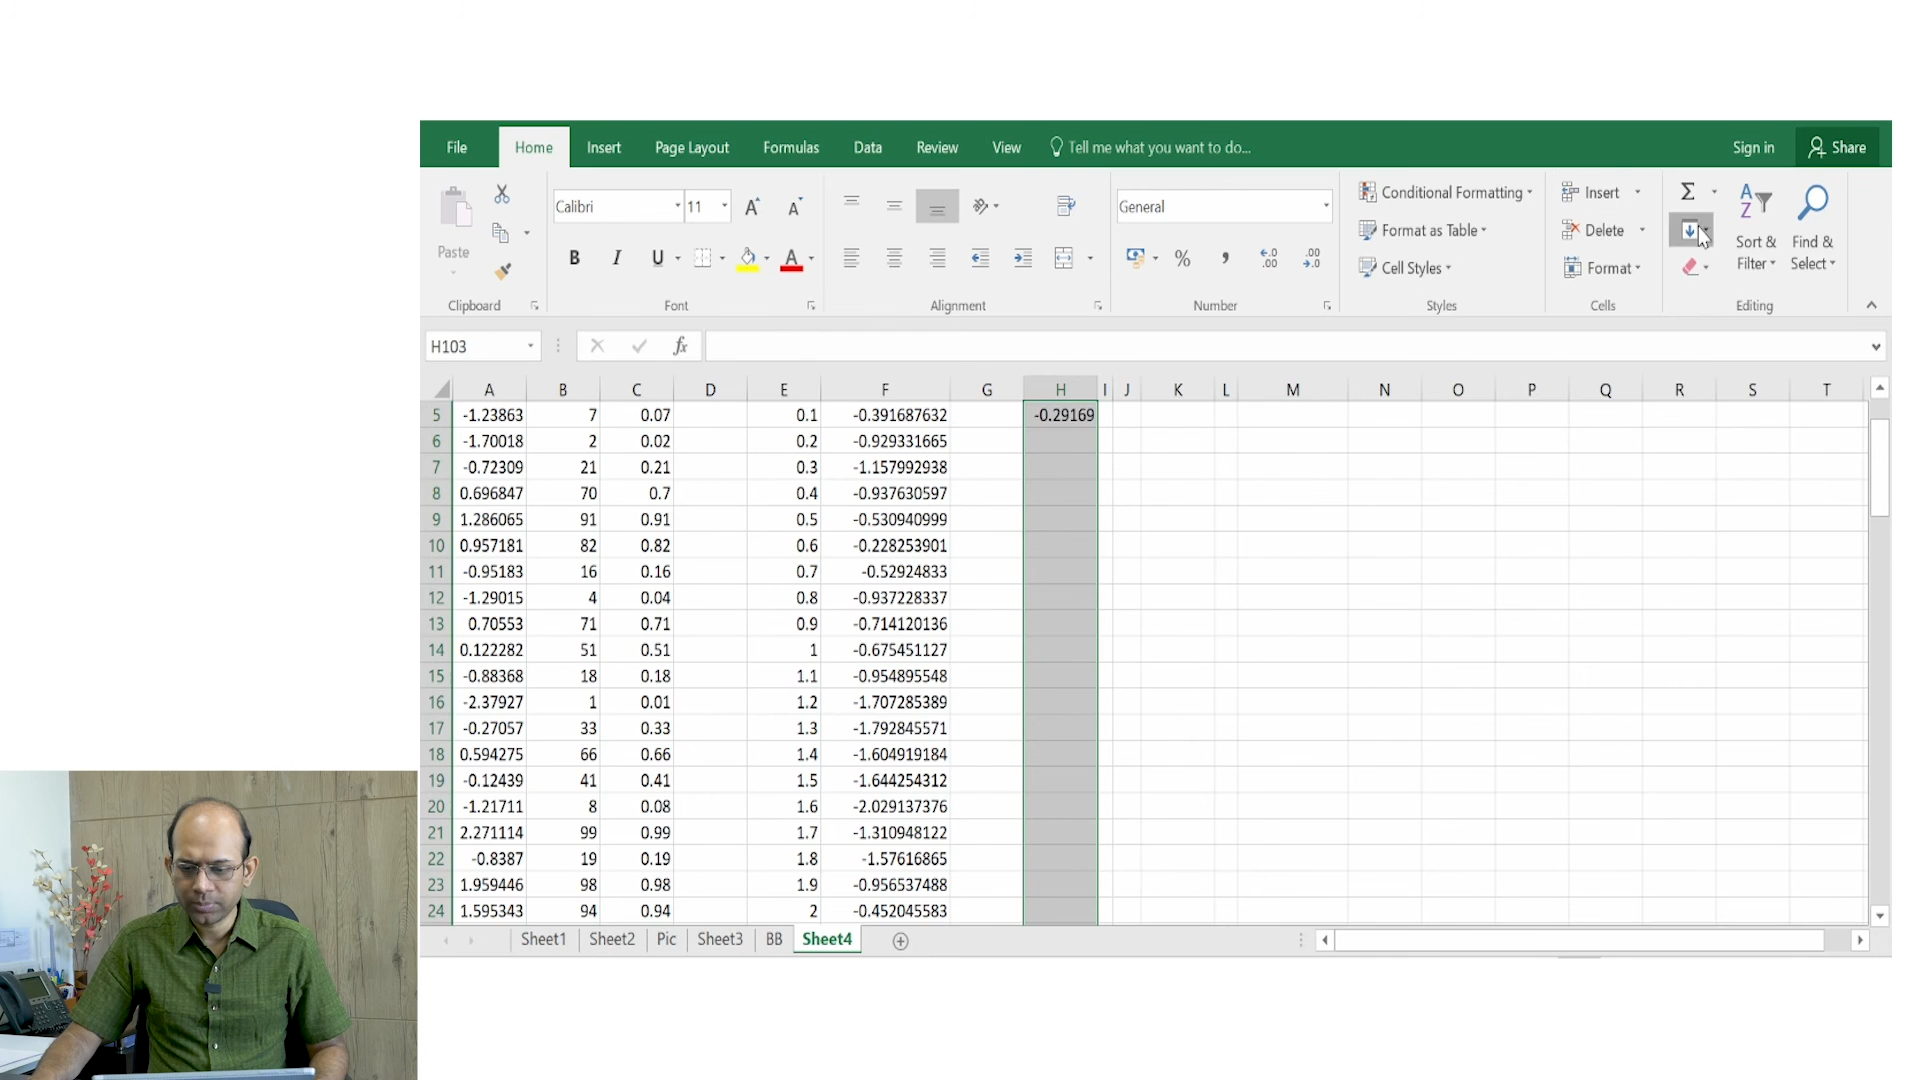 File Home Insert Page Layout Formulas Data Review View Tell me what you want to do... Sign in Share
Calibri 11 General Conditional Formatting Insert Σ
Paste Format as Table Delete Sort & Filter Find & Select
B I U A % , Cell Styles Format
Clipboard Font Alignment Number Styles Cells Editing
H103 fx
A B C D E F G H I J K L M N O P Q R S T
5 -1.23863 7 0.07 0.1 -0.391687632 -0.29169
6 -1.70018 2 0.02 0.2 -0.929331665
7 -0.72309 21 0.21 0.3 -1.157992938
8 0.696847 70 0.7 0.4 -0.937630597
9 1.286065 91 0.91 0.5 -0.530940999
10 0.957181 82 0.82 0.6 -0.228253901
11 -0.95183 16 0.16 0.7 -0.52924833
12 -1.29015 4 0.04 0.8 -0.937228337
13 0.70553 71 0.71 0.9 -0.714120136
14 0.122282 51 0.51 1 -0.675451127
15 -0.88368 18 0.18 1.1 -0.954895548
16 -2.37927 1 0.01 1.2 -1.707285389
17 -0.27057 33 0.33 1.3 -1.792845571
18 0.594275 66 0.66 1.4 -1.604919184
19 -0.12439 41 0.41 1.5 -1.644254312
20 -1.21711 8 0.08 1.6 -2.029137376
21 2.271114 99 0.99 1.7 -1.310948122
22 -0.8387 19 0.19 1.8 -1.57616865
23 1.959446 98 0.98 1.9 -0.956537488
24 1.595343 94 0.94 2 -0.452045583
Sheet1 Sheet2 Pic Sheet3 BB Sheet4